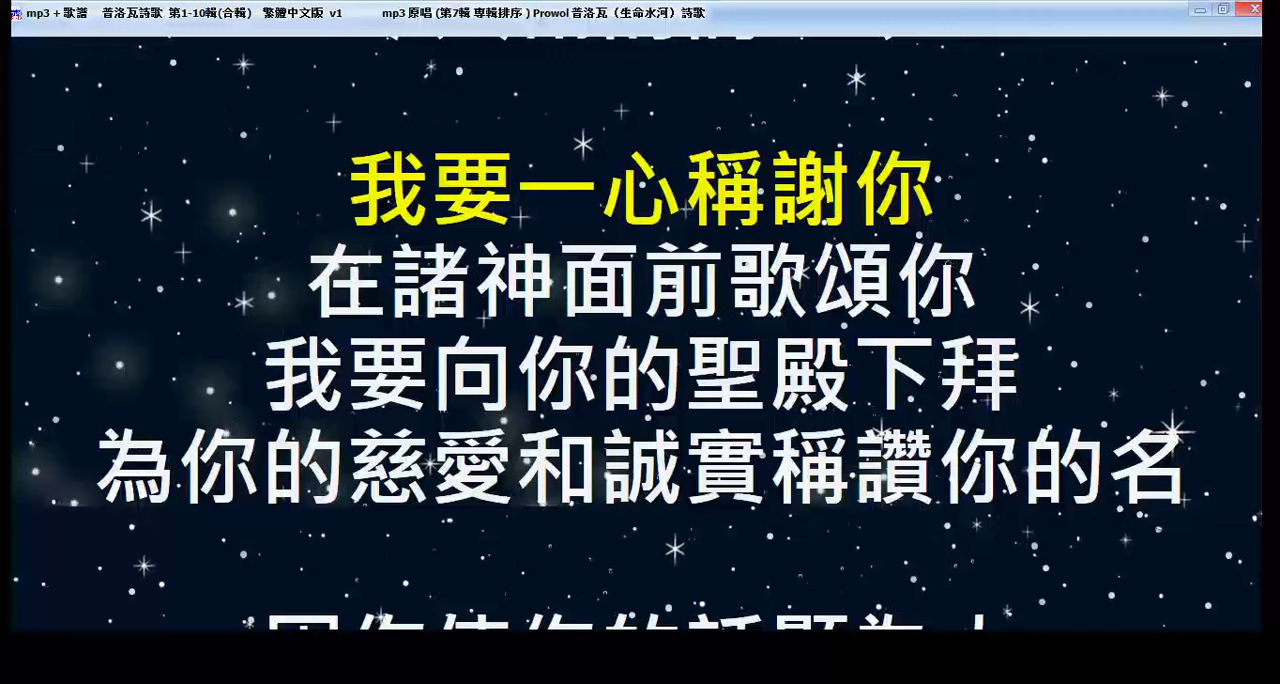 mp3 + 歌譜 普洛瓦詩歌 第1-10輯(合輯) 繁體中文版 v1 mp3 原唱 (第7輯 專輯排序 ) Prowol 普洛瓦（生命水河）詩歌
我要一心稱謝你
在諸神面前歌頌你
我要向你的聖殿下拜
為你的慈愛和誠實稱讚你的名